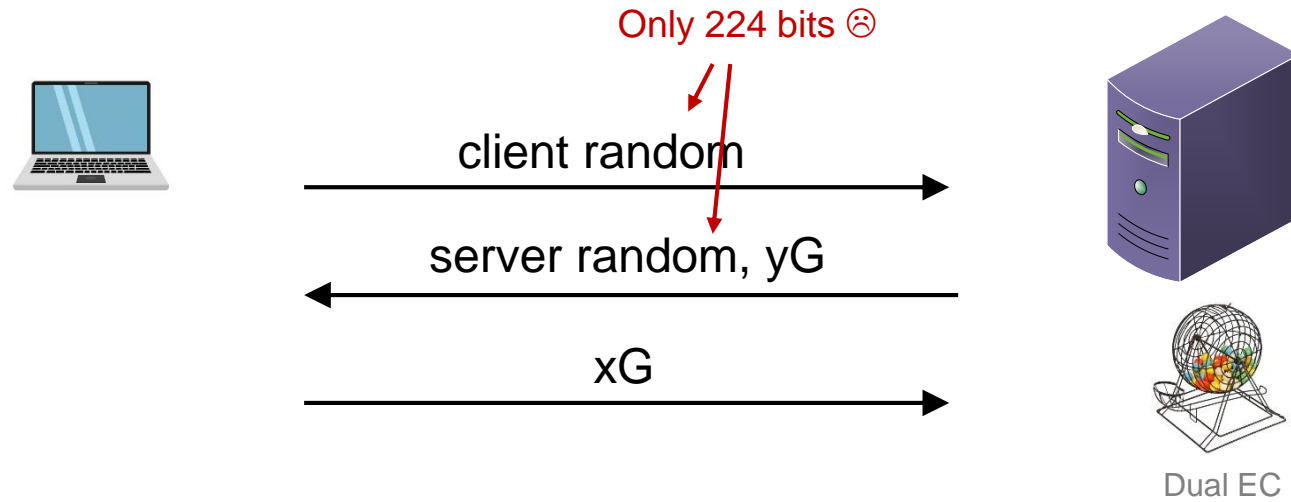 Only 224 bits ☹
client random
server random, yG
xG
Dual EC